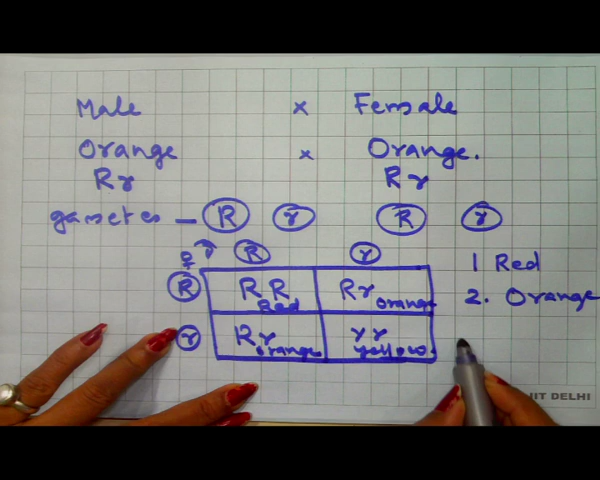 Male x Female
Orange x Orange.
Rr Rr
gametes - R r R r
♀ R r
R RR Red Rr orange
r Rr orange rr yellow
1 Red
2. Orange
IIT DELHI